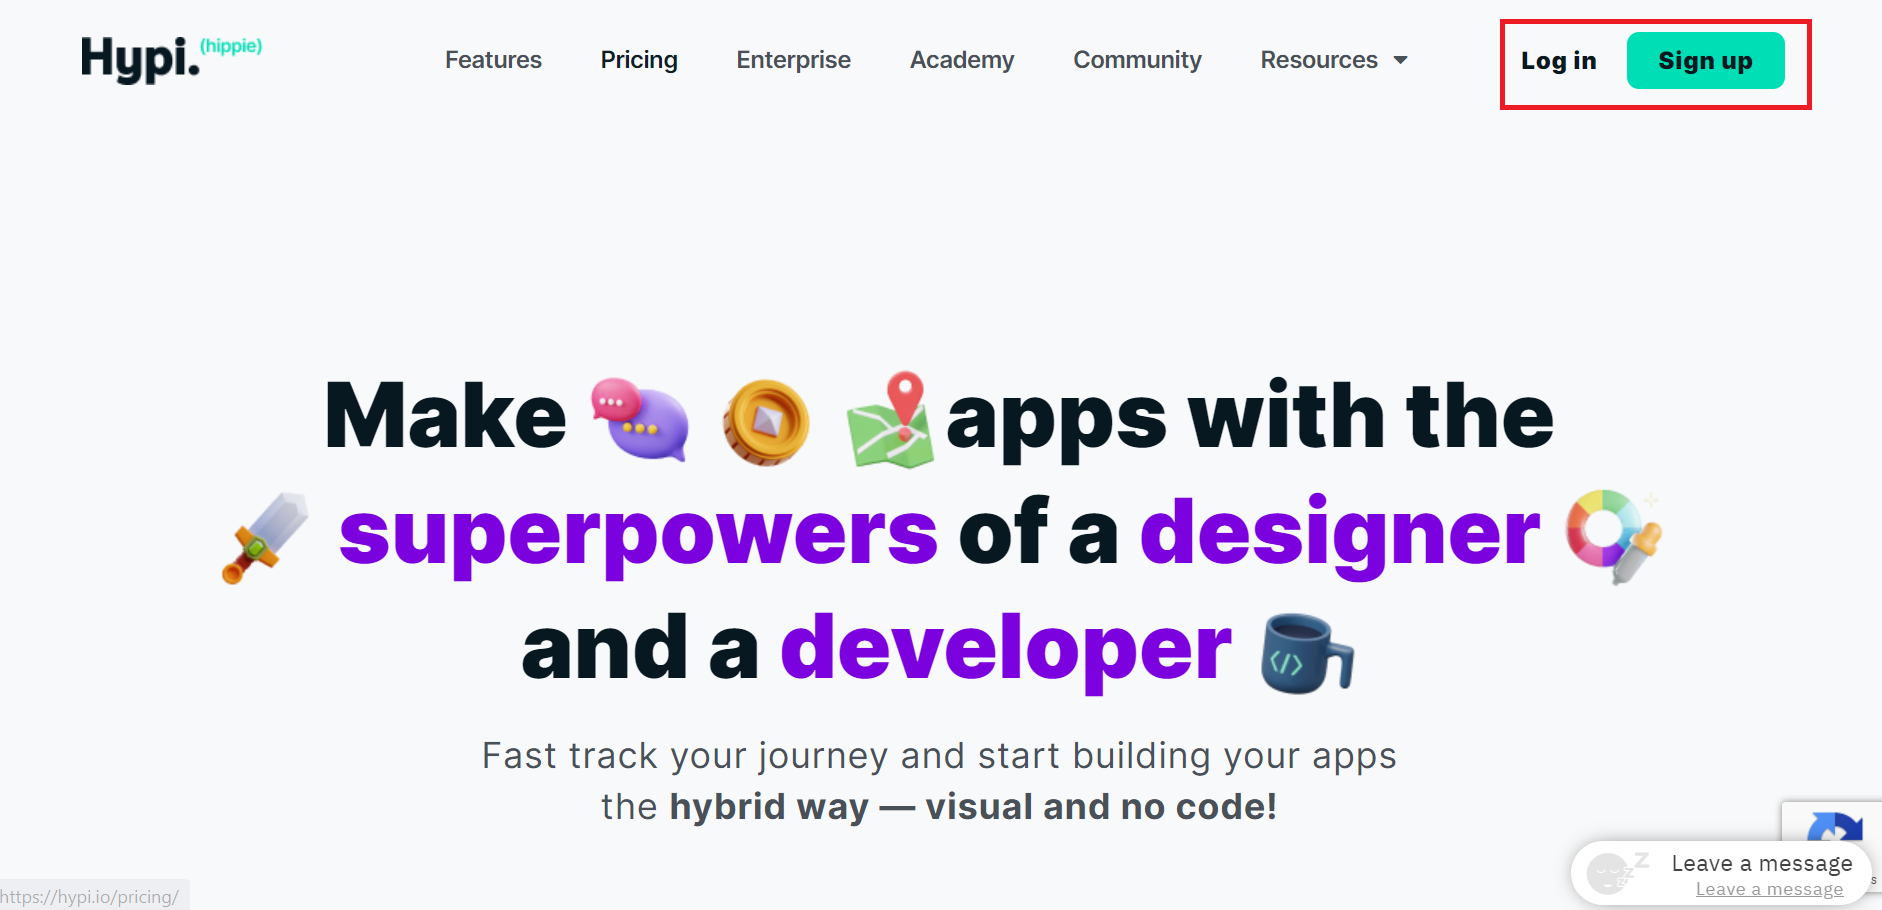 Hypi. (hippie)
Features Pricing Enterprise Academy Community Resources Log in Sign up
Make apps with the
superpowers of a designer
and a developer </>
Fast track your journey and start building your apps
the hybrid way — visual and no code!
Leave a message
Leave a message
https://hypi.io/pricing/